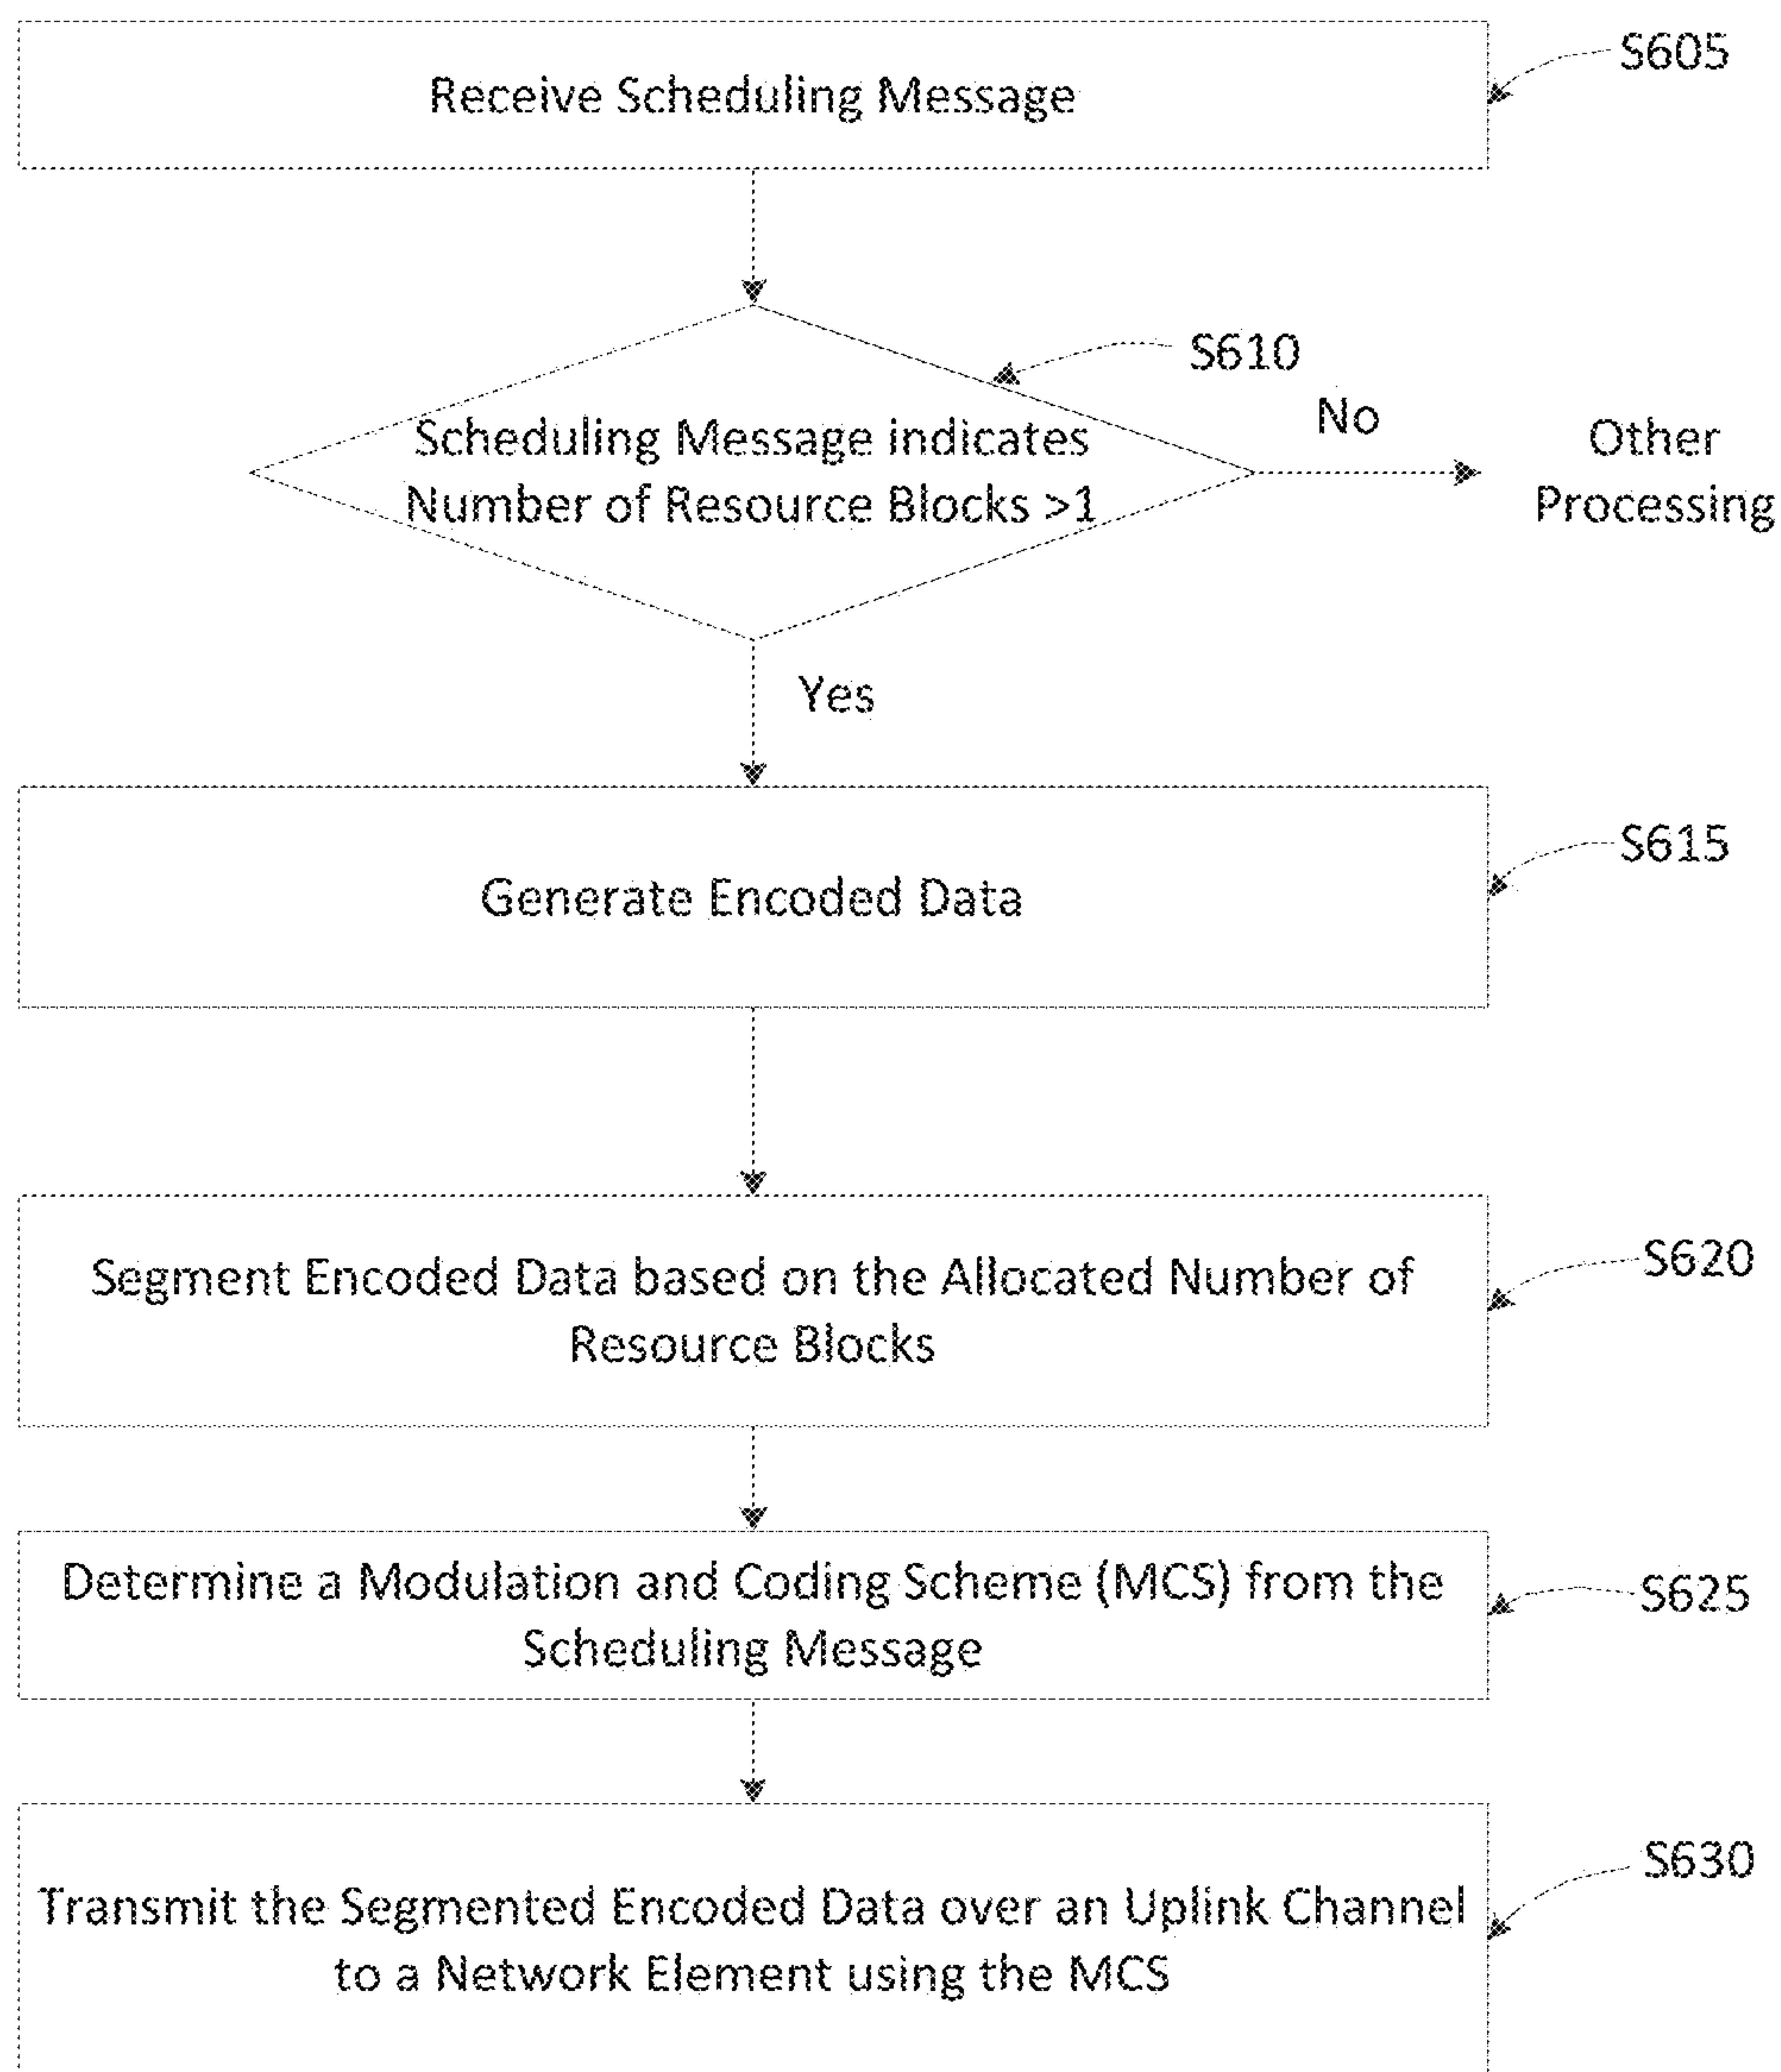 Receive Scheduling Message
S605
S610
Scheduling Message indicates
Number of Resource Blocks >1
No
Other
Processing
Yes
Generate Encoded Data
S615
Segment Encoded Data based on the Allocated Number of
Resource Blocks
S620
Determine a Modulation and Coding Scheme (MCS) from the
Scheduling Message
S625
Transmit the Segmented Encoded Data over an Uplink Channel
to a Network Element using the MCS
S630